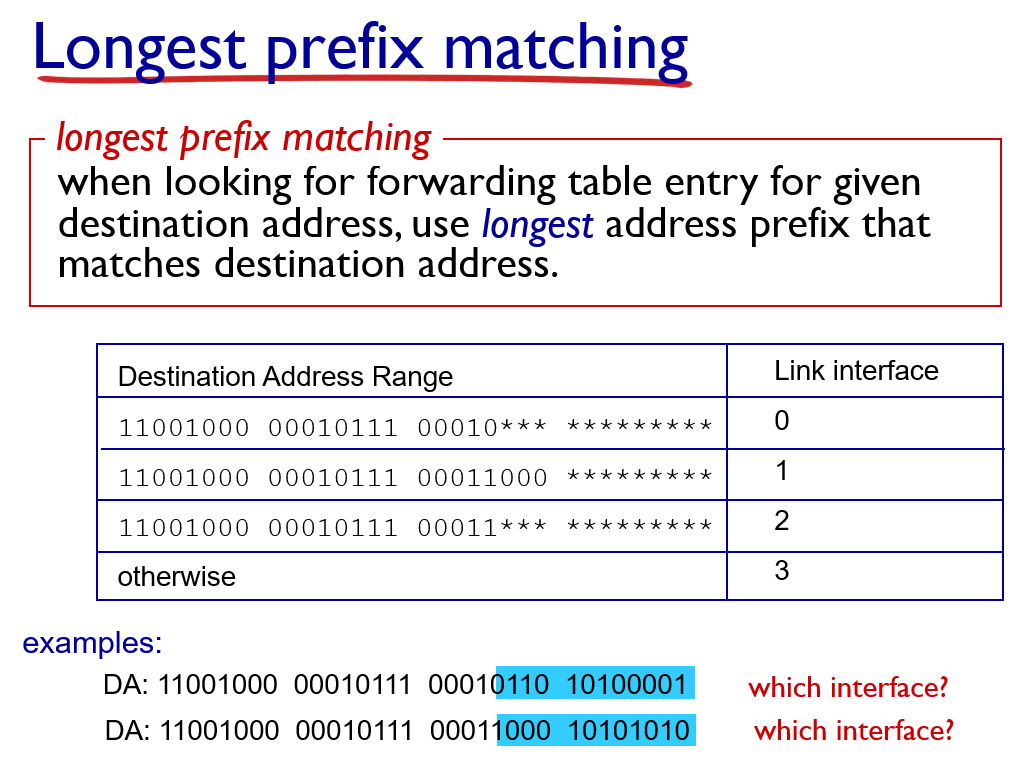 Longest prefix matching
longest prefix matching
when looking for forwarding table entry for given
destination address, use longest address prefix that
matches destination address.
Destination Address Range Link interface
11001000 00010111 00010*** ********* 0
11001000 00010111 00011000 ********* 1
11001000 00010111 00011*** ********* 2
otherwise 3
examples:
DA: 11001000 00010111 00010110 10100001 which interface?
DA: 11001000 00010111 00011000 10101010 which interface?